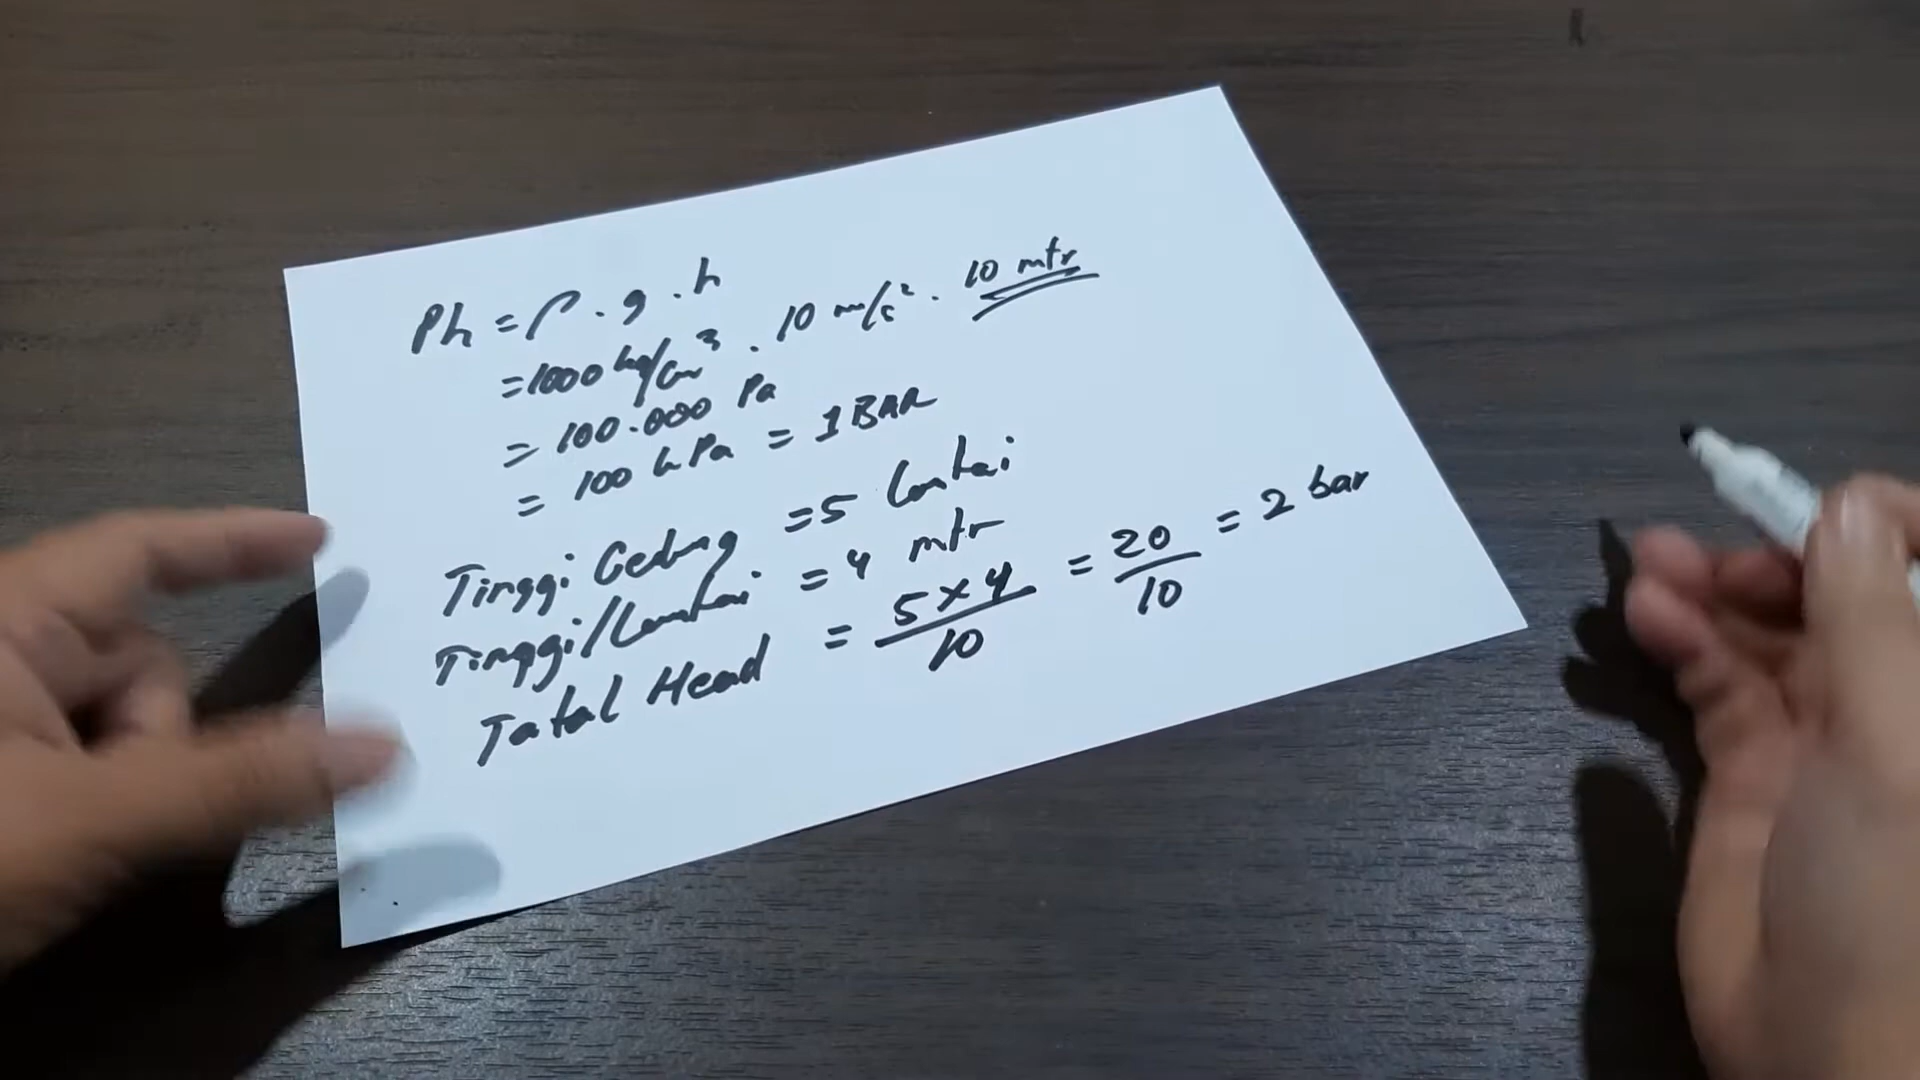 Ph = ρ . g . h
= 1000 kg/cm³ . 10 m/s² . 10 mtr
= 100.000 Pa
= 100 kPa = 1 BAR
Tinggi Gedung = 5 Lantai
Tinggi/Lantai = 4 mtr
Total Head = 5 x 4 / 10 = 20 / 10 = 2 bar